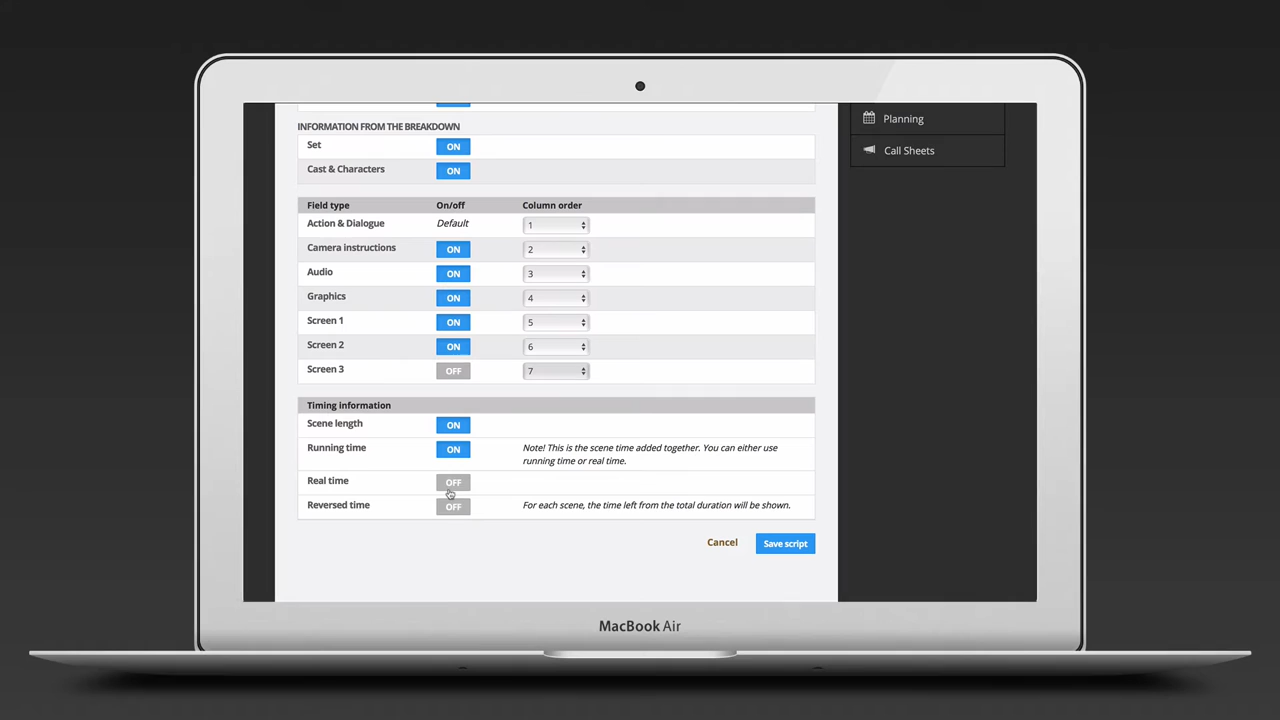 Planning
Call Sheets
INFORMATION FROM THE BREAKDOWN
Set ON
Cast & Characters ON
Field type On/off Column order
Action & Dialogue Default 1
Camera instructions ON 2
Audio ON 3
Graphics ON 4
Screen 1 ON 5
Screen 2 ON 6
Screen 3 OFF 7
Timing information
Scene length ON
Running time ON Note! This is the scene time added together. You can either use
running time or real time.
Real time OFF
Reversed time OFF For each scene, the time left from the total duration will be shown.
Cancel Save script
MacBook Air